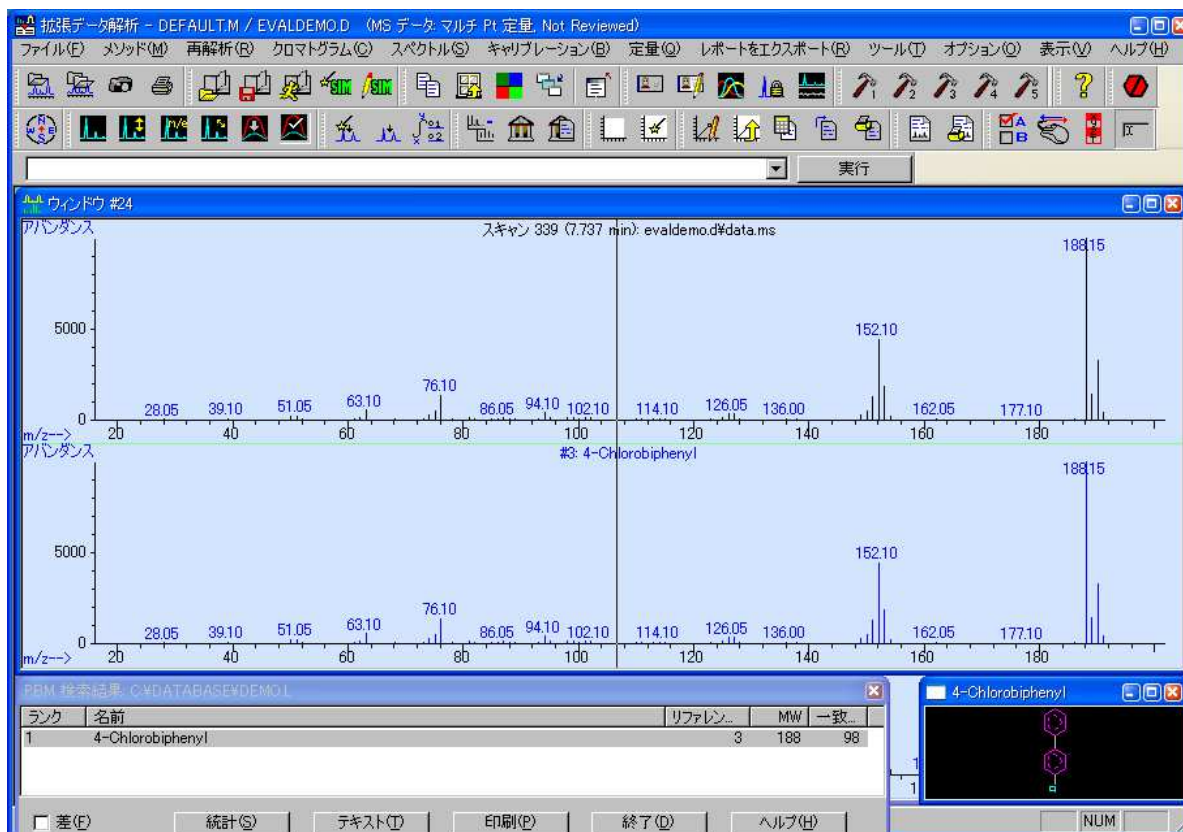 拡張データ解析 - DEFAULT.M / EVALDEMO.D (MS データ: マルチ Pt 定量, Not Reviewed)
ファイル(F) メソッド(M) 再解析(R) クロマトグラム(C) スペクトル(S) キャリブレーション(B) 定量(Q) レポートをエクスポート(R) ツール(T) オプション(O) 表示(V) ヘルプ(H)
実行
ウィンドウ #24
アバンダンス
スキャン 339 (7.737 min): evaldemo.d¥data.ms
188.15
5000
152.10
76.10
28.05 39.10 51.05 63.10 86.05 94.10 102.10 114.10 126.05 136.00 162.05 177.10
0
m/z--> 20 40 60 80 100 120 140 160 180
アバンダンス
#3: 4-Chlorobiphenyl
188.15
5000
152.10
76.10
28.05 39.10 51.05 63.10 86.05 94.10 102.10 114.10 126.05 136.00 162.05 177.10
0
m/z--> 20 40 60 80 100 120 140 160 180
PBM 検索結果: C:¥DATABASE¥DEMO.L
4-Chlorobiphenyl
ランク 名前 リファレン... MW 一致...
1 4-Chlorobiphenyl 3 188 98
差(F) 統計(S) テキスト(T) 印刷(P) 終了(D) ヘルプ(H)
NUM